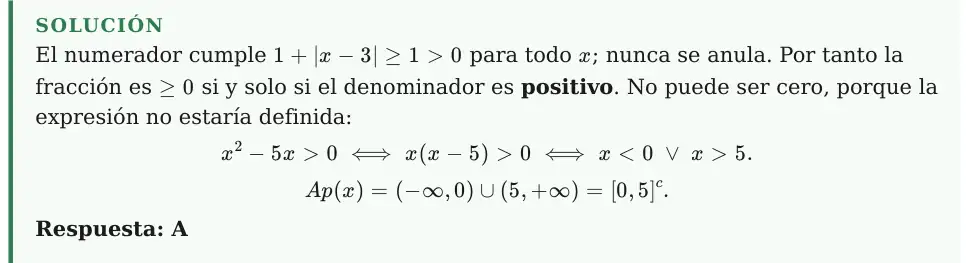 SOLUCIÓN
El numerador cumple 1 + |x − 3| ≥ 1 > 0 para todo x; nunca se anula. Por tanto la
fracción es ≥ 0 si y solo si el denominador es positivo. No puede ser cero, porque la
expresión no estaría definida:
x² − 5x > 0 ⟺ x(x − 5) > 0 ⟺ x < 0 ∨ x > 5.
Ap(x) = (−∞, 0) ∪ (5, +∞) = [0, 5]ᶜ.
Respuesta: A